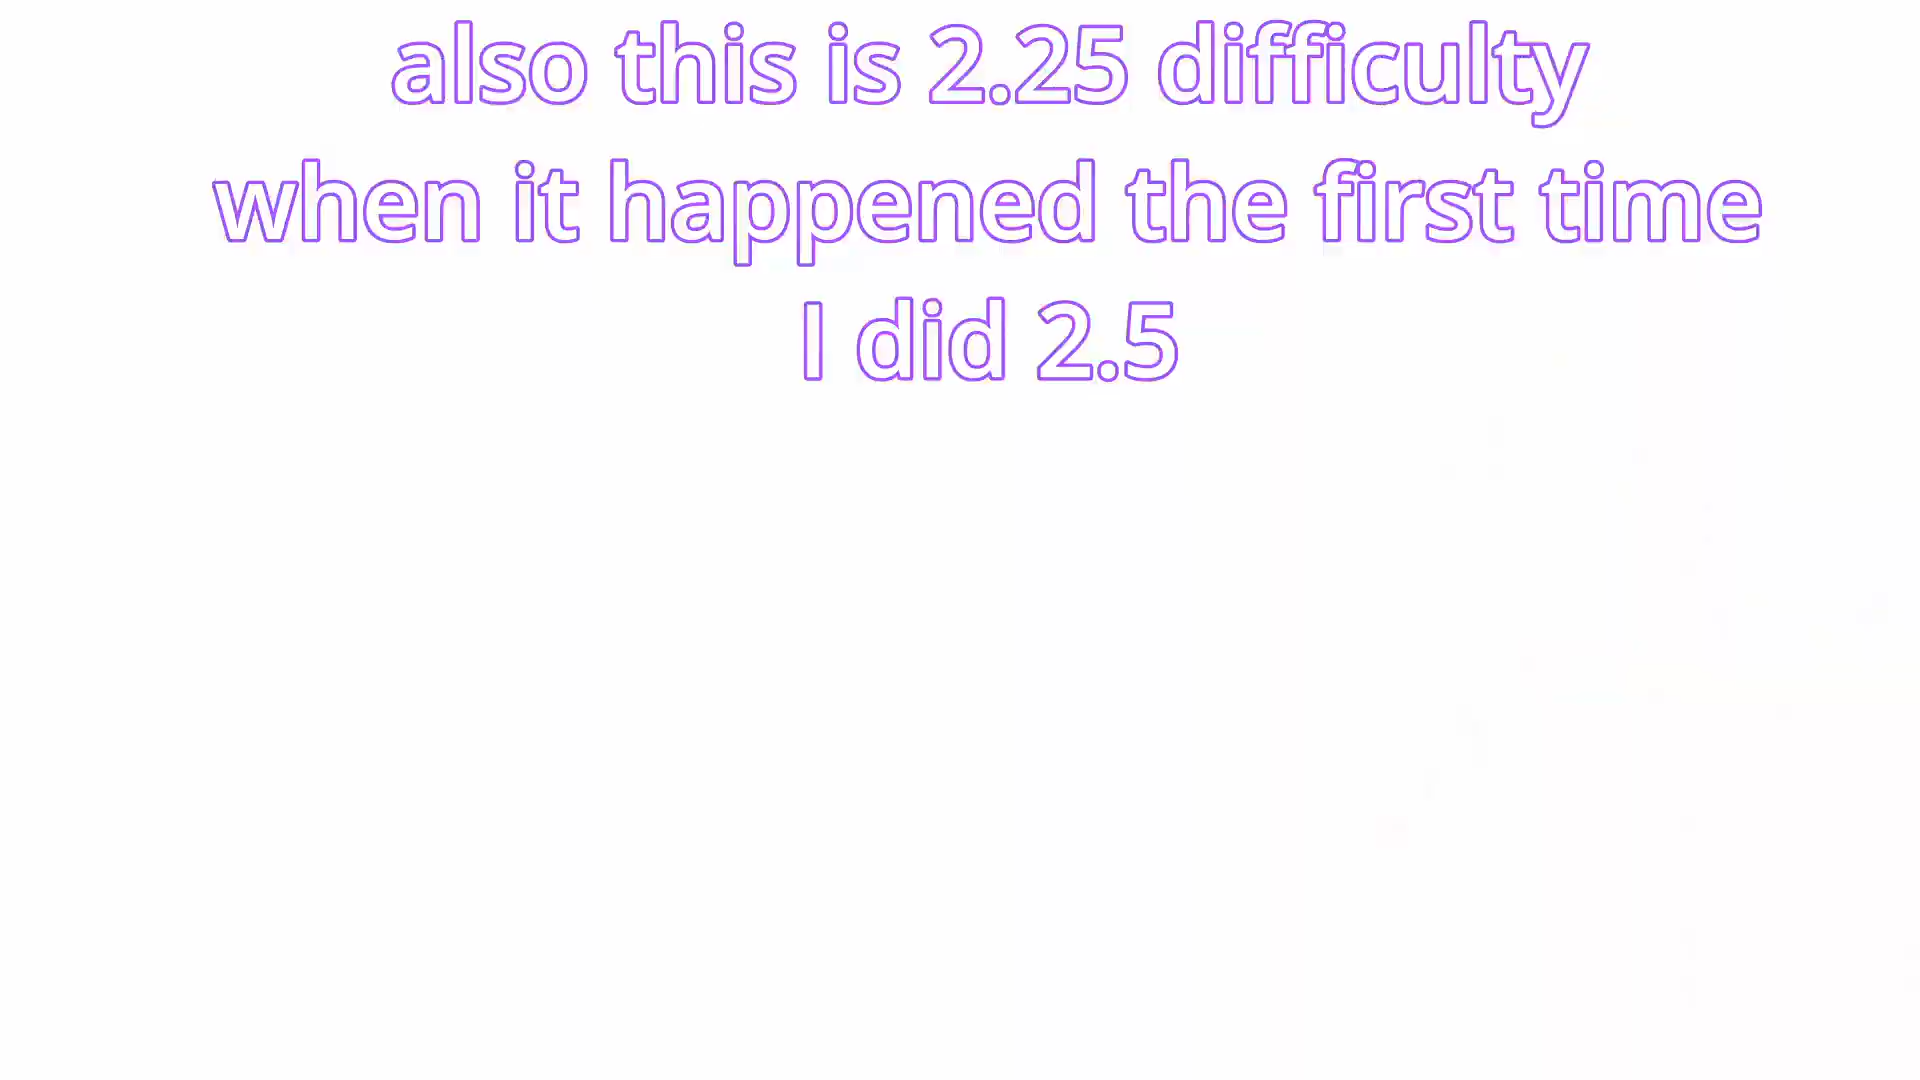 also this is 2.25 difficulty
when it happened the first time
I did 2.5